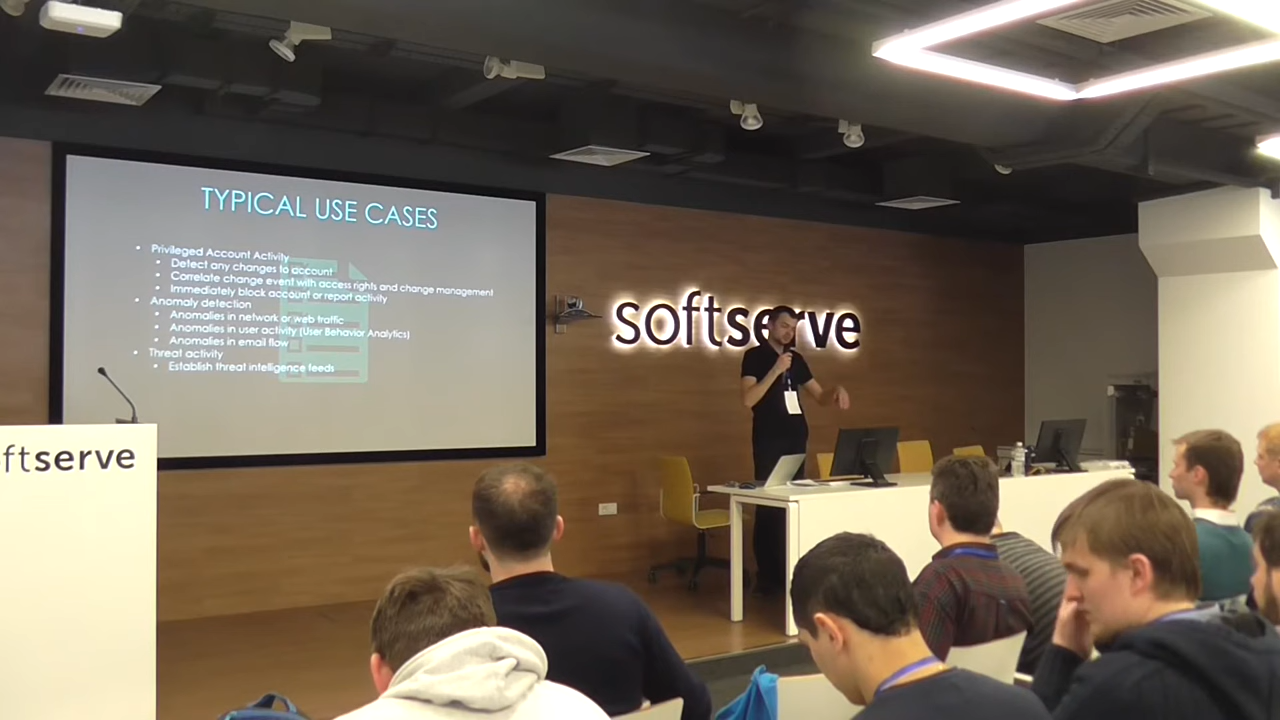 TYPICAL USE CASES
• Privileged Account Activity
• Detect any changes to account
• Correlate change event with access rights and change management
• Immediately block account or report activity
• Anomaly detection
• Anomalies in network or web traffic
• Anomalies in user activity (User Behavior Analytics)
• Anomalies in email flow
• Threat activity
• Establish threat intelligence feeds
softserve
ftserve